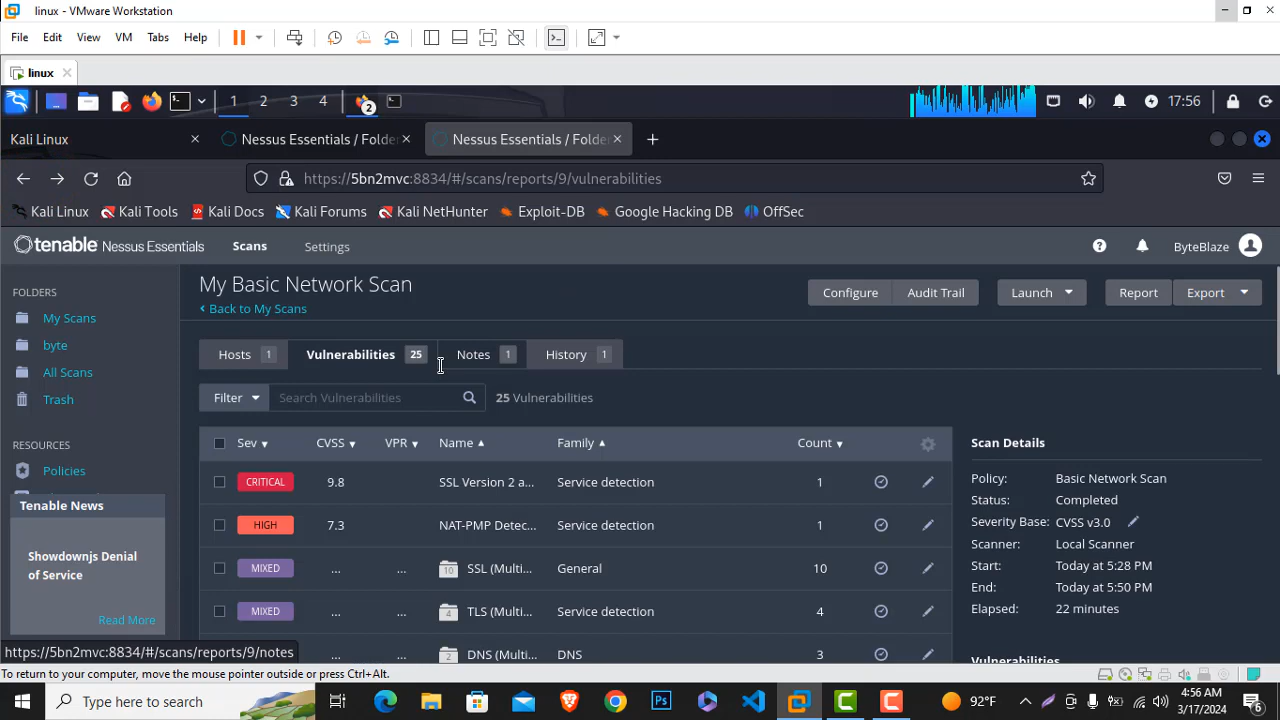 linux - VMware Workstation
File Edit View VM Tabs Help
linux
1 2 3 4 2 17:56
Kali Linux Nessus Essentials / Folde Nessus Essentials / Folde
https://5bn2mvc:8834/#/scans/reports/9/vulnerabilities
Kali Linux Kali Tools Kali Docs Kali Forums Kali NetHunter Exploit-DB Google Hacking DB OffSec
tenable Nessus Essentials Scans Settings ? ByteBlaze
FOLDERS
My Scans
byte
All Scans
Trash
RESOURCES
Policies
Tenable News
Showdownjs Denial
of Service
Read More
My Basic Network Scan
Back to My Scans
Configure Audit Trail Launch Report Export
Hosts 1 Vulnerabilities 25 Notes 1 History 1
Filter Search Vulnerabilities 25 Vulnerabilities
Sev CVSS VPR Name Family Count
CRITICAL 9.8 SSL Version 2 a... Service detection 1
HIGH 7.3 NAT-PMP Detec... Service detection 1
MIXED ... ... 10 SSL (Multi... General 10
MIXED ... ... 4 TLS (Multi... Service detection 4
... ... 2 DNS (Multi... DNS 3
Scan Details
Policy: Basic Network Scan
Status: Completed
Severity Base: CVSS v3.0
Scanner: Local Scanner
Start: Today at 5:28 PM
End: Today at 5:50 PM
Elapsed: 22 minutes
Vulnerabilities
https://5bn2mvc:8834/#/scans/reports/9/notes
To return to your computer, move the mouse pointer outside or press Ctrl+Alt.
Type here to search Ps 92°F 4:56 AM
3/17/2024 6